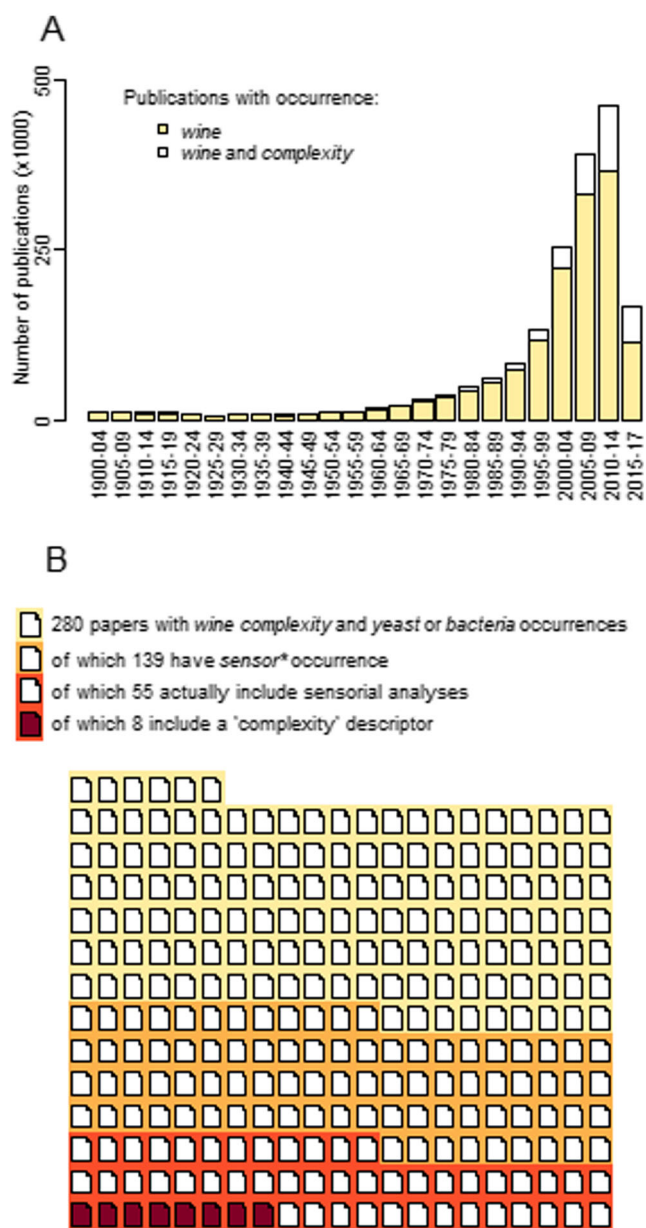 A
Publications with occurrence:
wine
wine and complexity
Number of publications (x1000)
500
250
0
1900-04
1905-09
1910-14
1915-19
1920-24
1925-29
1930-34
1935-39
1940-44
1945-49
1950-54
1955-59
1960-64
1965-69
1970-74
1975-79
1980-84
1985-89
1990-94
1995-99
2000-04
2005-09
2010-14
2015-17
B
280 papers with wine complexity and yeast or bacteria occurrences
of which 139 have sensor* occurrence
of which 55 actually include sensorial analyses
of which 8 include a 'complexity' descriptor